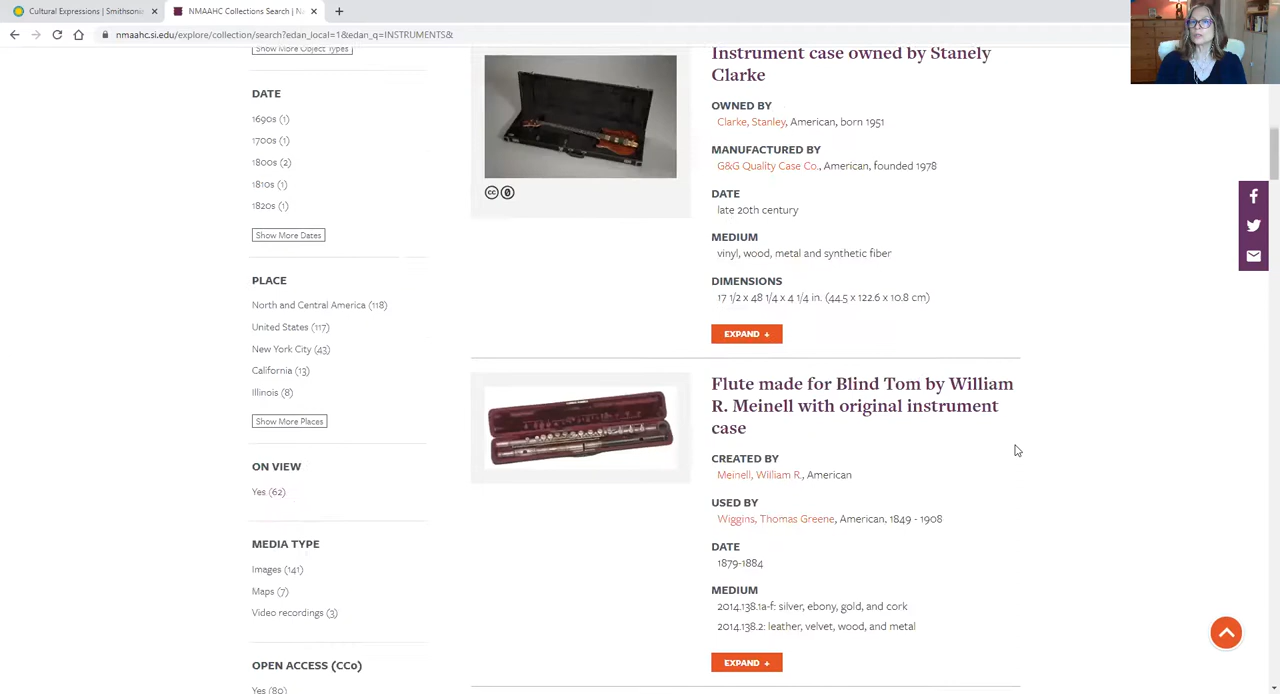 Cultural Expressions | Smithsonia
NMAAHC Collections Search | Na
nmaahc.si.edu/explore/collection/search?edan_local=1&edan_q=INSTRUMENTS&
Show More Object Types
DATE
1690s (1)
1700s (1)
1800s (2)
1810s (1)
1820s (1)
Show More Dates
PLACE
North and Central America (118)
United States (117)
New York City (43)
California (13)
Illinois (8)
Show More Places
ON VIEW
Yes (62)
MEDIA TYPE
Images (141)
Maps (7)
Video recordings (3)
OPEN ACCESS (CC0)
Yes (80)
cc
Instrument case owned by Stanely
Clarke
OWNED BY
Clarke, Stanley, American, born 1951
MANUFACTURED BY
G&G Quality Case Co., American, founded 1978
DATE
late 20th century
MEDIUM
vinyl, wood, metal and synthetic fiber
DIMENSIONS
17 1/2 x 48 1/4 x 4 1/4 in. (44.5 x 122.6 x 10.8 cm)
EXPAND +
Flute made for Blind Tom by William
R. Meinell with original instrument
case
CREATED BY
Meinell, William R., American
USED BY
Wiggins, Thomas Greene, American, 1849 - 1908
DATE
1879-1884
MEDIUM
2014.138.1a-f: silver, ebony, gold, and cork
2014.138.2: leather, velvet, wood, and metal
EXPAND +